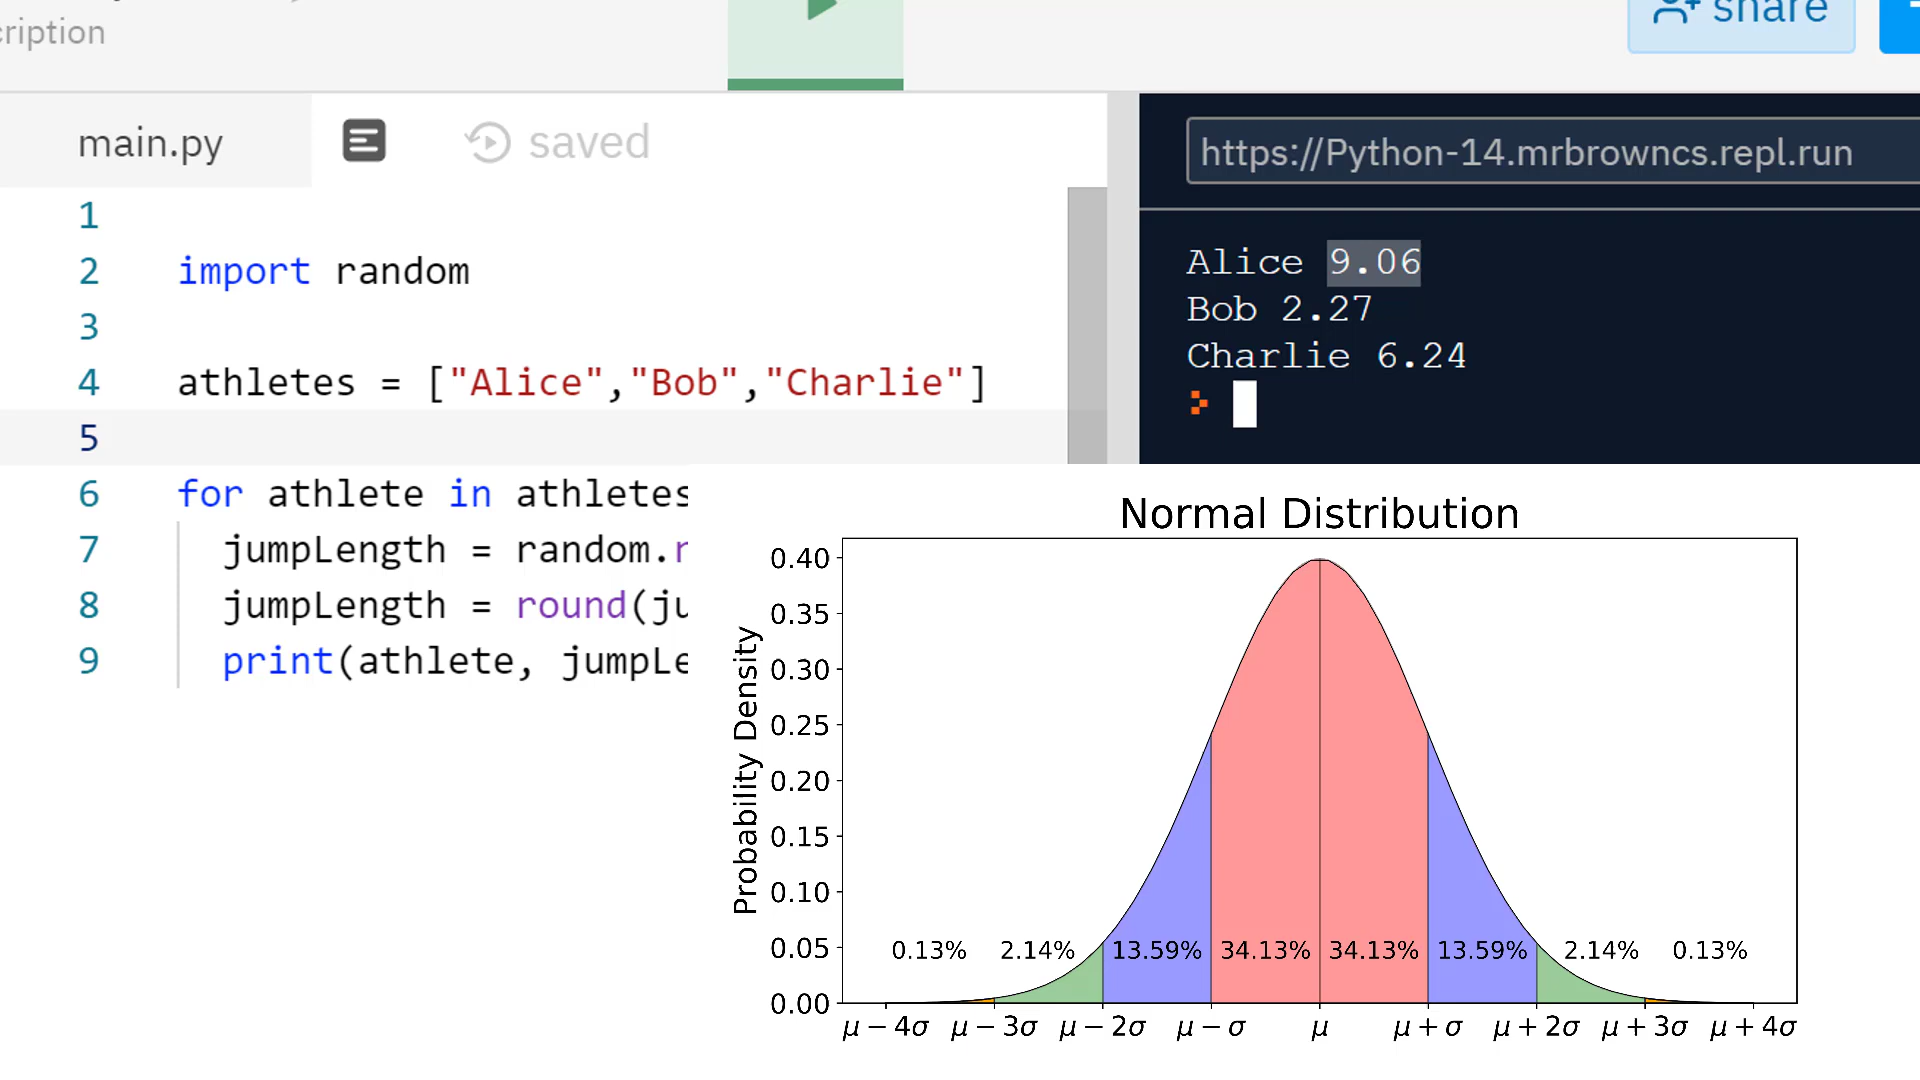 cription
share
main.py
saved
https://Python-14.mrbrowncs.repl.run
1
2 import random
3
4 athletes = ["Alice","Bob","Charlie"]
5
6 for athlete in athletes
7 jumpLength = random.r
8 jumpLength = round(ju
9 print(athlete, jumpLe
Alice 9.06
Bob 2.27
Charlie 6.24
Normal Distribution
Probability Density
0.40
0.35
0.30
0.25
0.20
0.15
0.10
0.05
0.00
0.13% 2.14% 13.59% 34.13% 34.13% 13.59% 2.14% 0.13%
μ − 4σ μ − 3σ μ − 2σ μ − σ μ μ + σ μ + 2σ μ + 3σ μ + 4σ